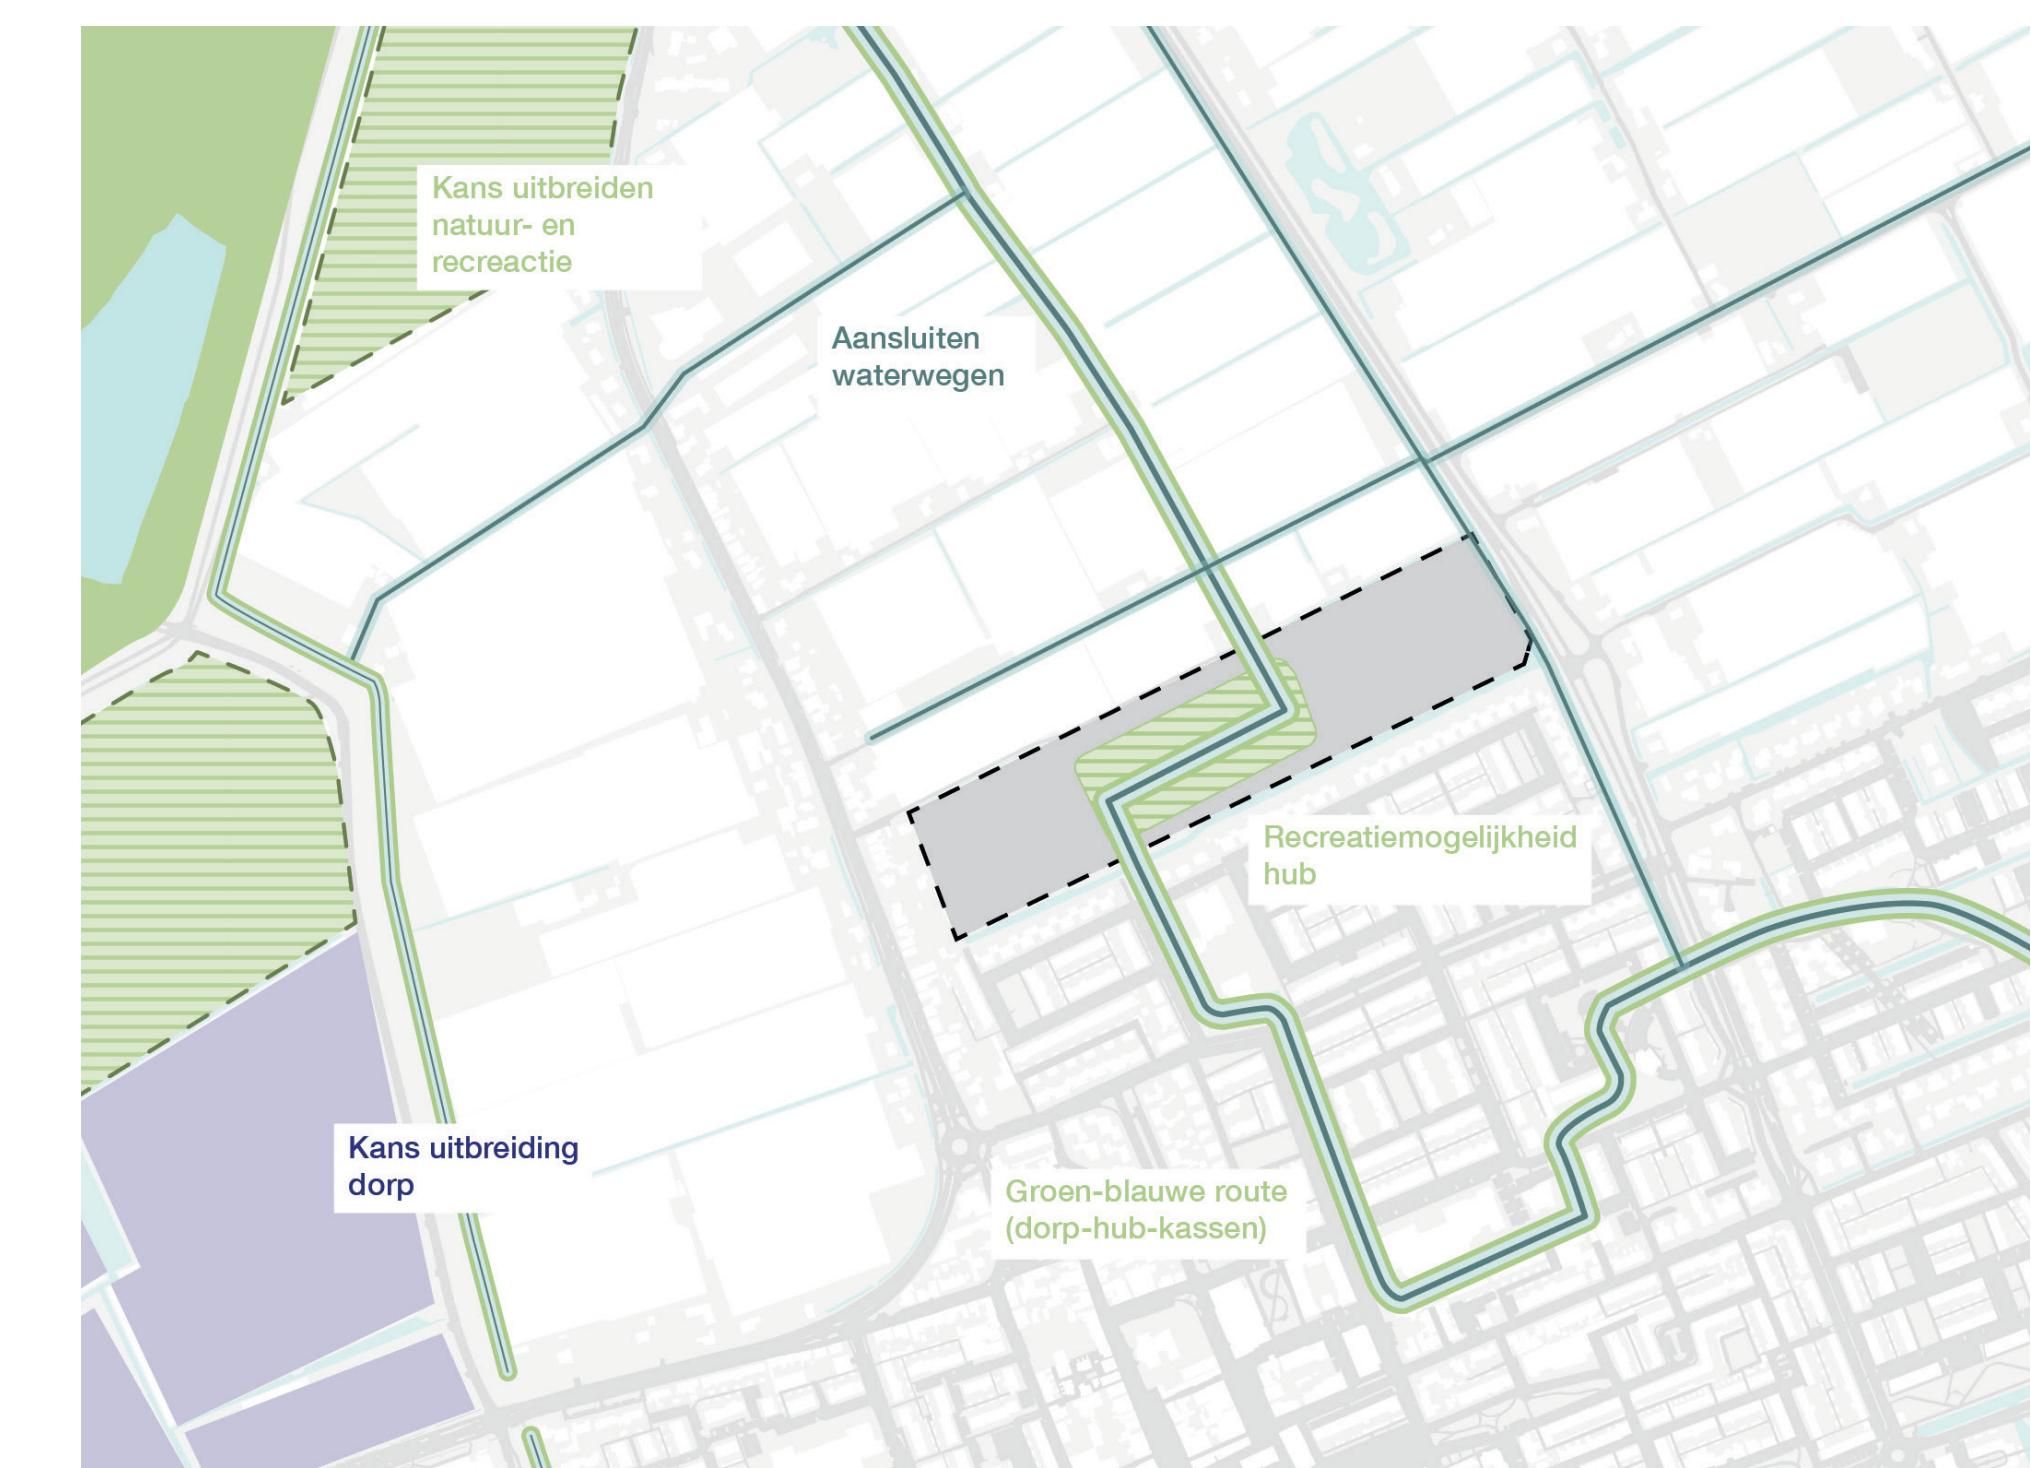 Kans uitbreiden
natuur- en
recreactie
Aansluiten
waterwegen
Recreatiemogelijkheid
hub
Kans uitbreiding
dorp
Groen-blauwe route
(dorp-hub-kassen)